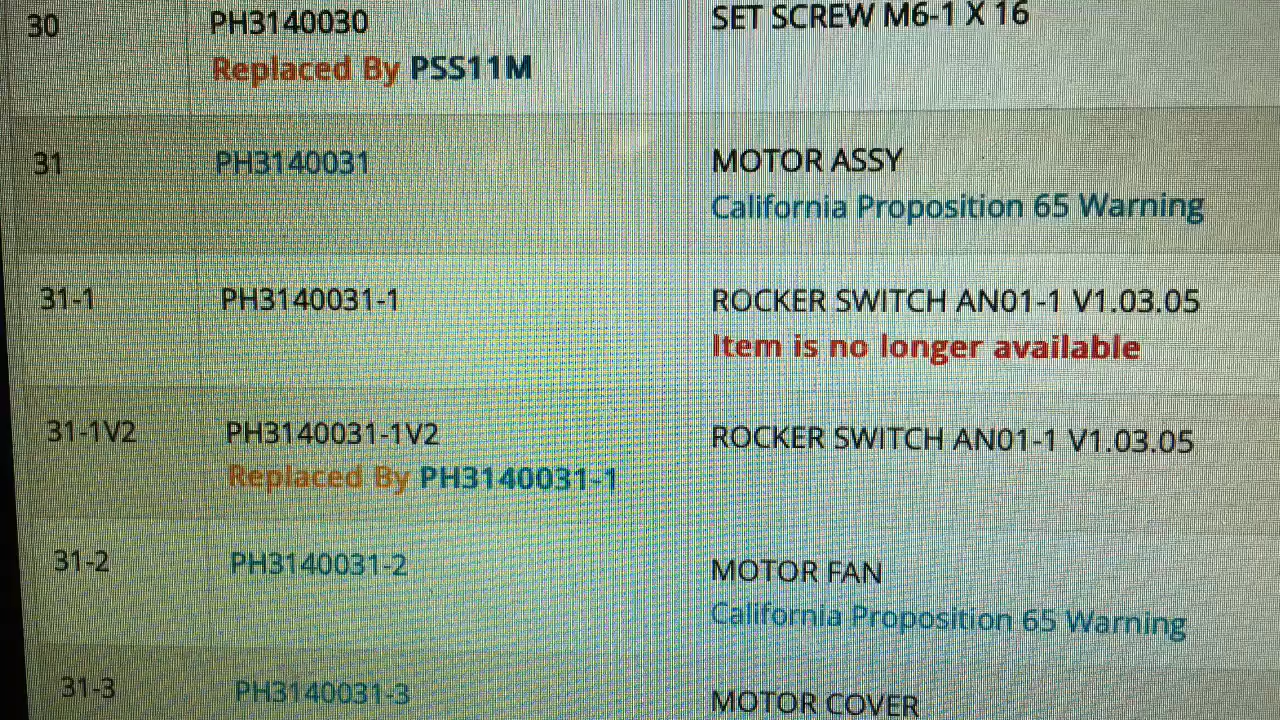 30 PH3140030 SET SCREW M6-1 X 16
Replaced By PSS11M
31 PH3140031 MOTOR ASSY
California Proposition 65 Warning
31-1 PH3140031-1 ROCKER SWITCH AN01-1 V1.03.05
Item is no longer available
31-1V2 PH3140031-1V2 ROCKER SWITCH AN01-1 V1.03.05
Replaced By PH3140031-1
31-2 PH3140031-2 MOTOR FAN
California Proposition 65 Warning
31-3 PH3140031-3 MOTOR COVER